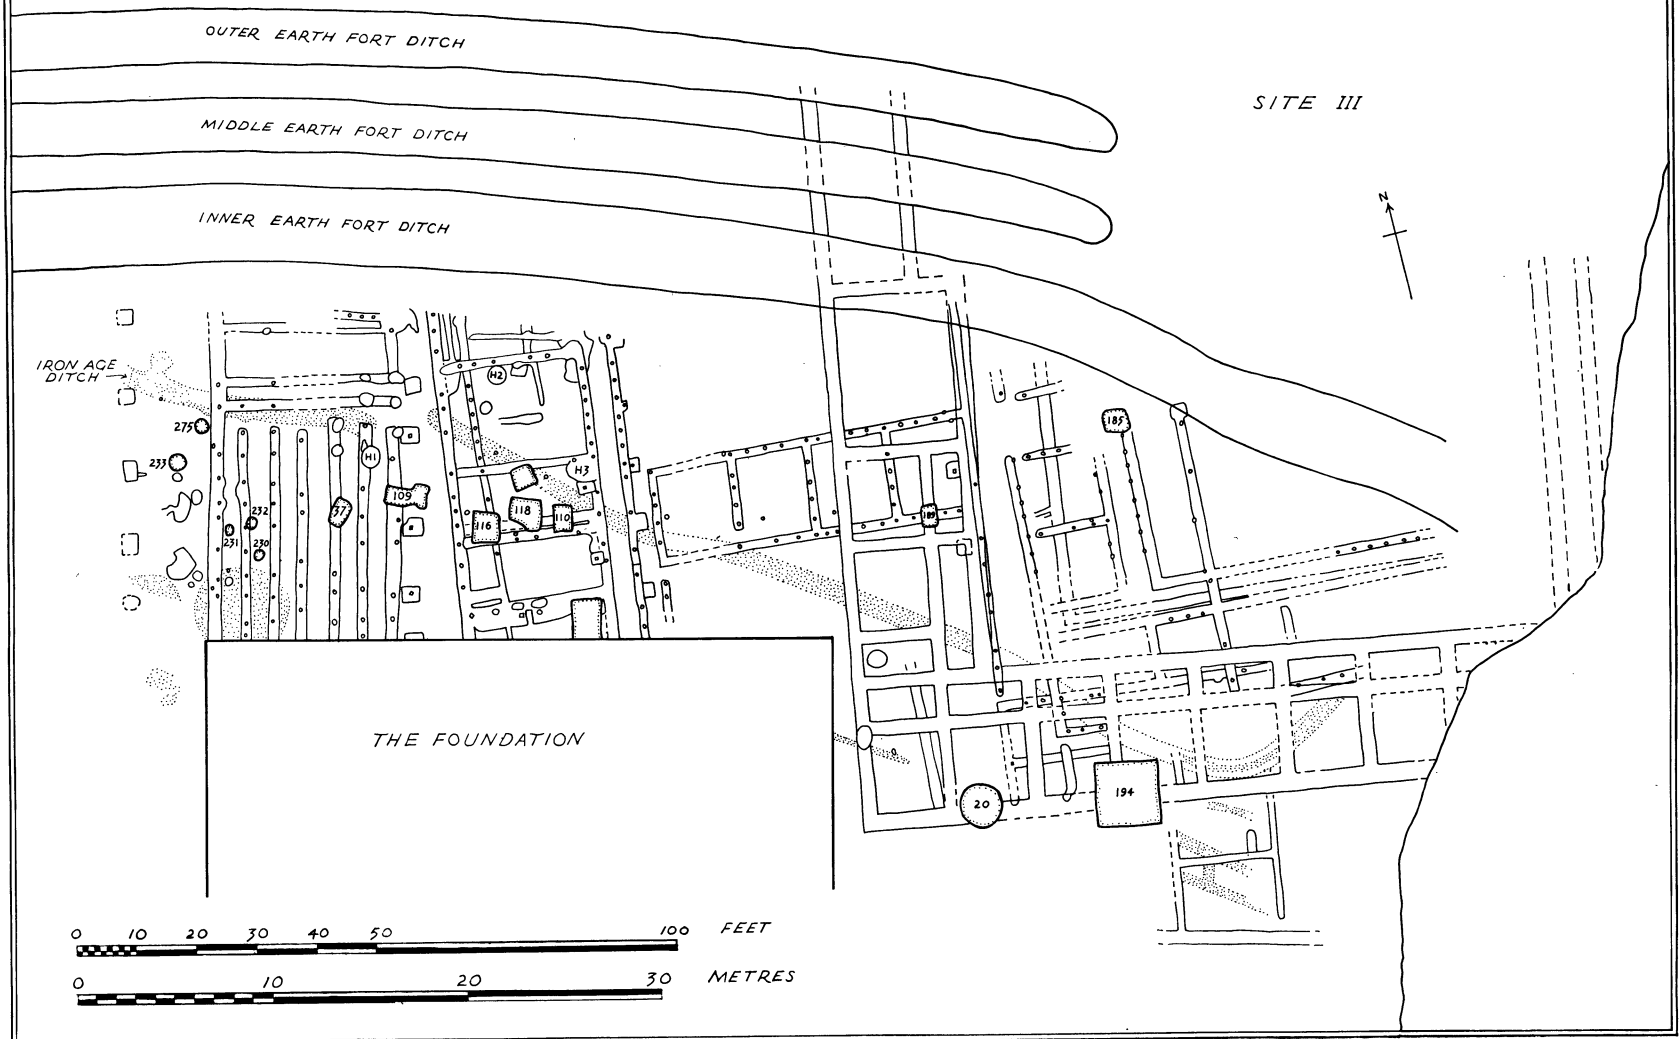 OUTER EARTH FORT DITCH
SITE III
MIDDLE EARTH FORT DITCH
N
INNER EARTH FORT DITCH
IRON AGE
DITCH
H2
275
185
H1
233
H3
109
232
37
118
110
189
116
231
230
THE FOUNDATION
20
194
0 10 20 30 40 50 100 FEET
0 10 20 30 METRES